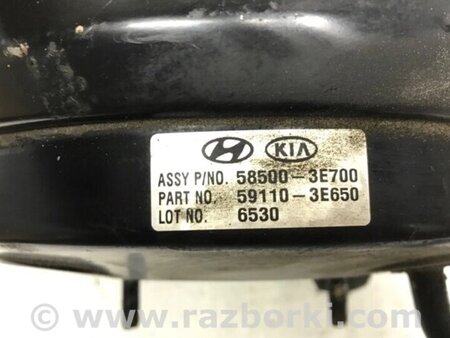 KIA
ASSY P/NO. 58500-3E700
PART NO. 59110-3E650
LOT NO. 6530
www.razborki.com